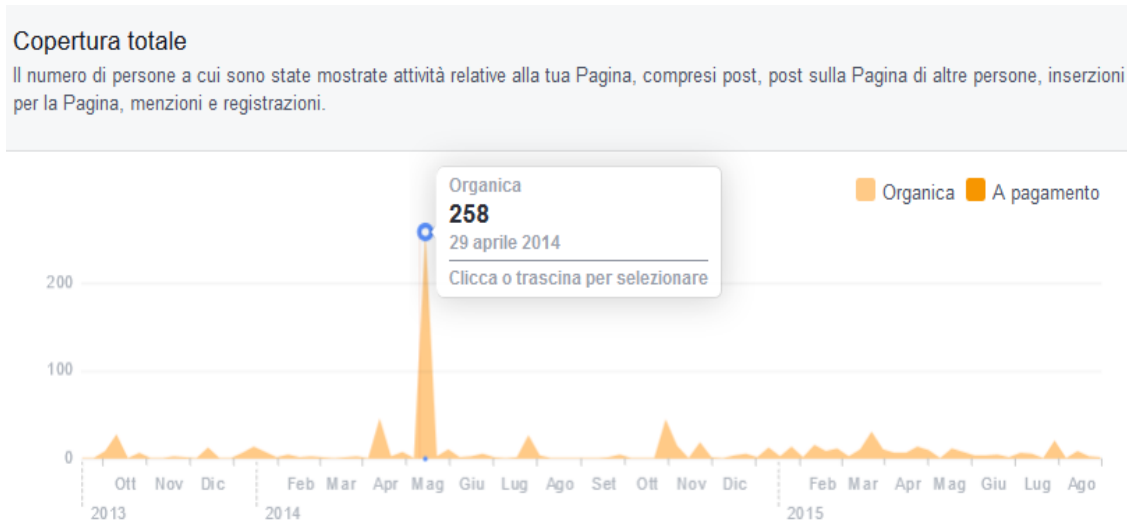 Copertura totale
Il numero di persone a cui sono state mostrate attività relative alla tua Pagina, compresi post, post sulla Pagina di altre persone, inserzioni
per la Pagina, menzioni e registrazioni.
Organica
258
29 aprile 2014
Clicca o trascina per selezionare
Organica A pagamento
200
100
0
Ott Nov Dic Feb Mar Apr Mag Giu Lug Ago Set Ott Nov Dic Feb Mar Apr Mag Giu Lug Ago
2013 2014 2015